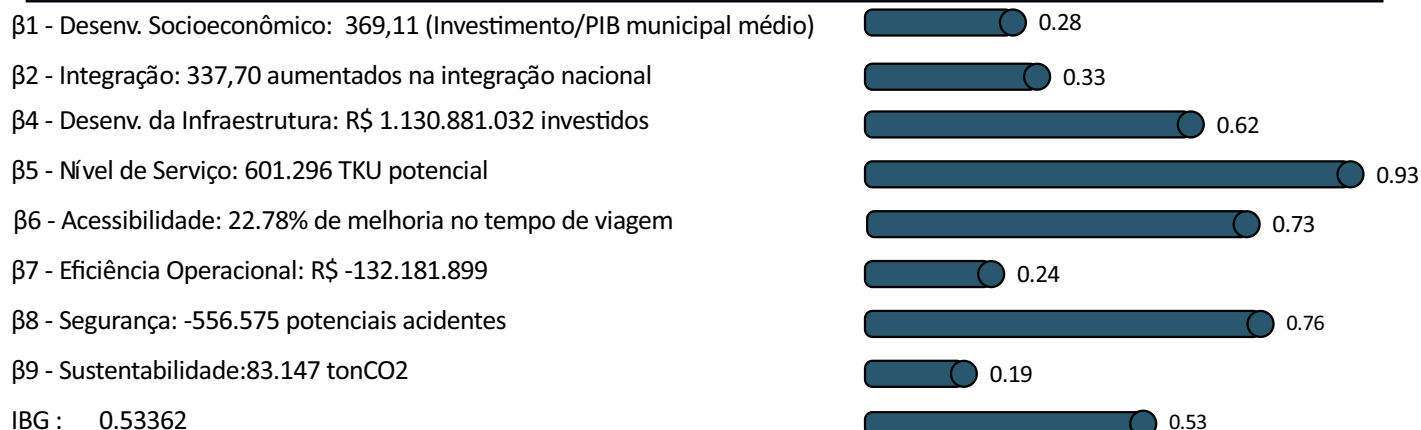 β1 - Desenv. Socioeconômico: 369,11 (Investimento/PIB municipal médio) 0.28
β2 - Integração: 337,70 aumentados na integração nacional 0.33
β4 - Desenv. da Infraestrutura: R$ 1.130.881.032 investidos 0.62
β5 - Nível de Serviço: 601.296 TKU potencial 0.93
β6 - Acessibilidade: 22.78% de melhoria no tempo de viagem 0.73
β7 - Eficiência Operacional: R$ -132.181.899 0.24
β8 - Segurança: -556.575 potenciais acidentes 0.76
β9 - Sustentabilidade:83.147 tonCO2 0.19
IBG : 0.53362 0.53